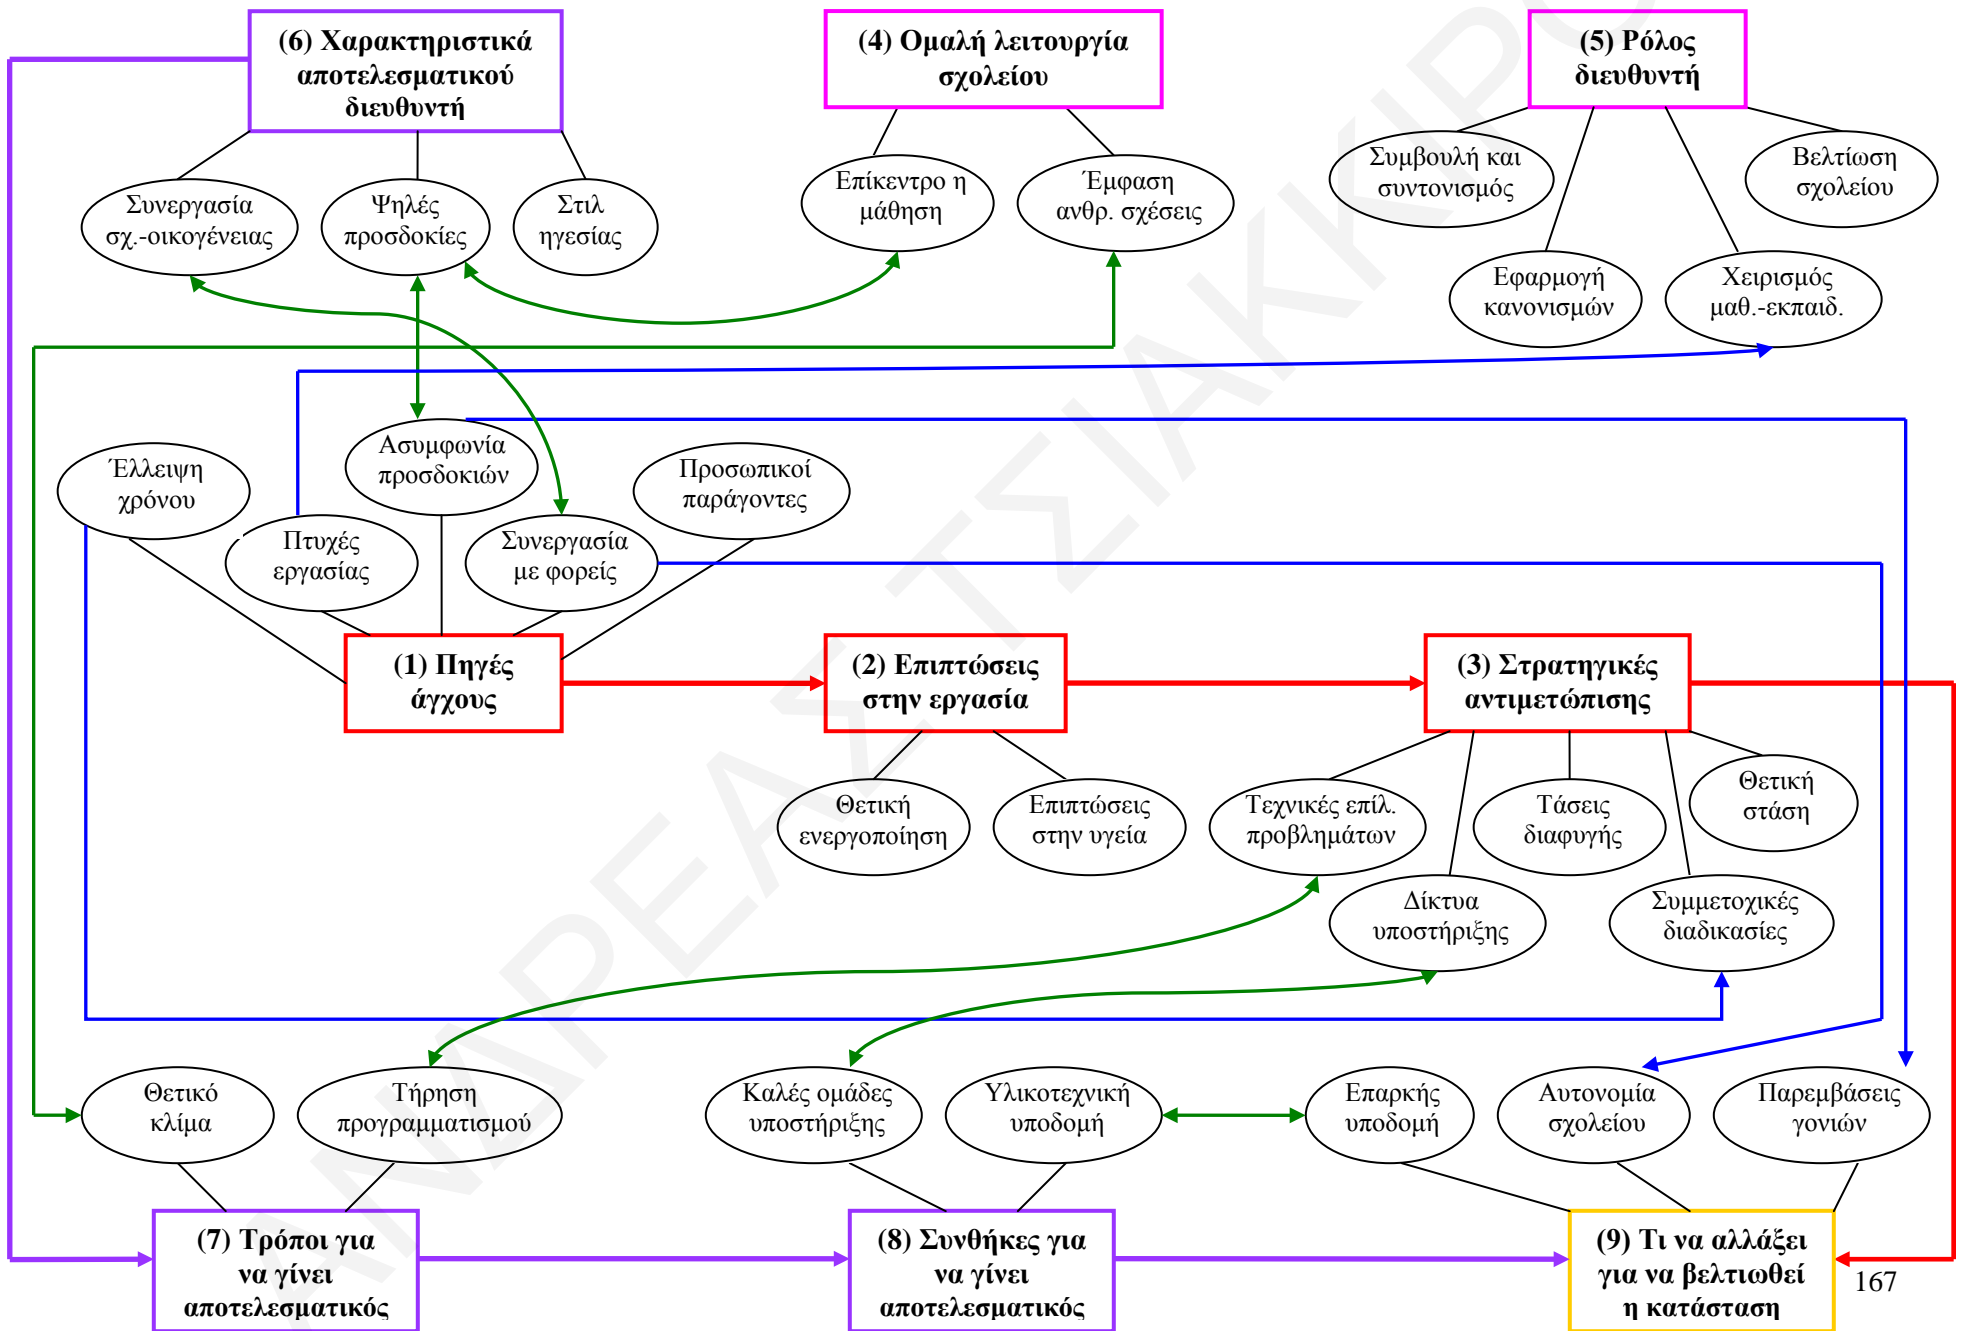 (6) Χαρακτηριστικά
αποτελεσματικού
διευθυντή
(4) Ομαλή λειτουργία
σχολείου
(5) Ρόλος
διευθυντή
Συνεργασία
σχ.-οικογένειας
Ψηλές
προσδοκίες
Στιλ
ηγεσίας
Επίκεντρο η
μάθηση
Έμφαση
ανθρ. σχέσεις
Συμβουλή και
συντονισμός
Βελτίωση
σχολείου
Εφαρμογή
κανονισμών
Χειρισμός
μαθ.-εκπαιδ.
Έλλειψη
χρόνου
Πτυχές
εργασίας
Ασυμφωνία
προσδοκιών
Συνεργασία
με φορείς
Προσωπικοί
παράγοντες
(1) Πηγές
άγχους
(2) Επιπτώσεις
στην εργασία
(3) Στρατηγικές
αντιμετώπισης
Θετική
ενεργοποίηση
Επιπτώσεις
στην υγεία
Τεχνικές επίλ.
προβλημάτων
Τάσεις
διαφυγής
Θετική
στάση
Δίκτυα
υποστήριξης
Συμμετοχικές
διαδικασίες
Θετικό
κλίμα
Τήρηση
προγραμματισμού
Καλές ομάδες
υποστήριξης
Υλικοτεχνική
υποδομή
Επαρκής
υποδομή
Αυτονομία
σχολείου
Παρεμβάσεις
γονιών
(7) Τρόποι για
να γίνει
αποτελεσματικός
(8) Συνθήκες για
να γίνει
αποτελεσματικός
(9) Τι να αλλάξει
για να βελτιωθεί
η κατάσταση
167
ΑΝΔΡΕΑΣ ΤΣΙΑΚΚΙΡΟ